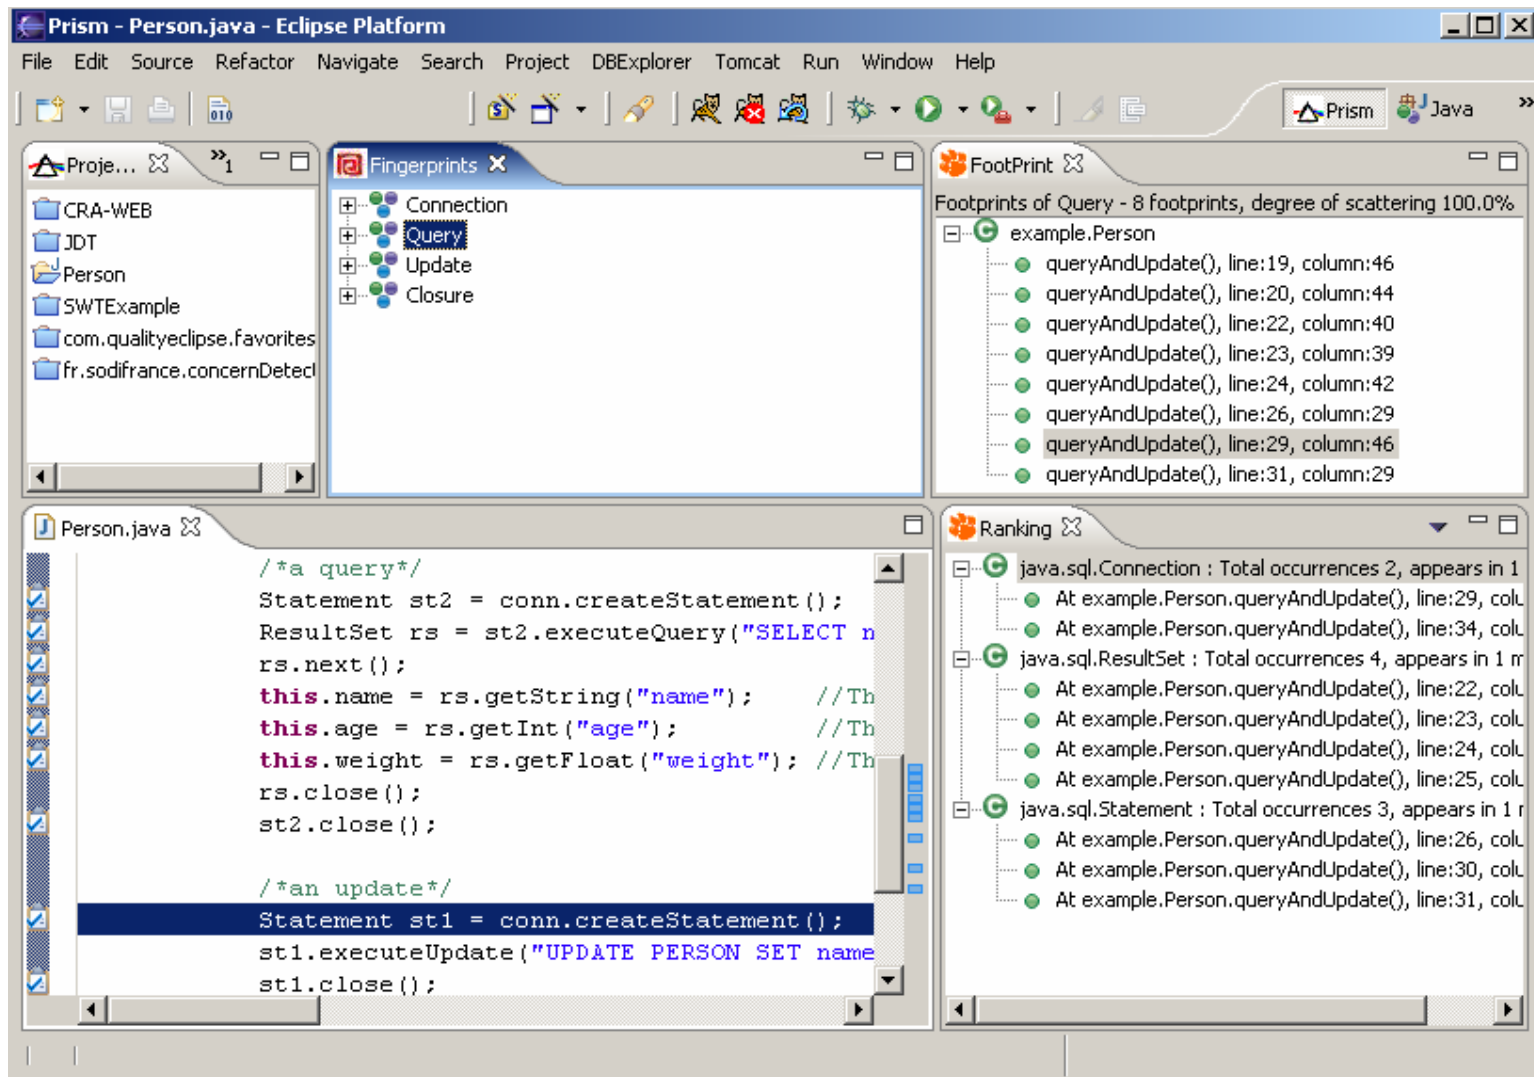 Prism - Person.java - Eclipse Platform
File Edit Source Refactor Navigate Search Project DBExplorer Tomcat Run Window Help
Prism Java
Proje... 1
CRA-WEB
JDT
Person
SWTExample
com.qualityeclipse.favorites
fr.sodifrance.concernDetect
Fingerprints
Connection
Query
Update
Closure
FootPrint
Footprints of Query - 8 footprints, degree of scattering 100.0%
example.Person
queryAndUpdate(), line:19, column:46
queryAndUpdate(), line:20, column:44
queryAndUpdate(), line:22, column:40
queryAndUpdate(), line:23, column:39
queryAndUpdate(), line:24, column:42
queryAndUpdate(), line:26, column:29
queryAndUpdate(), line:29, column:46
queryAndUpdate(), line:31, column:29
Person.java
/*a query*/
Statement st2 = conn.createStatement();
ResultSet rs = st2.executeQuery("SELECT n
rs.next();
this.name = rs.getString("name"); //Th
this.age = rs.getInt("age"); //Th
this.weight = rs.getFloat("weight"); //Th
rs.close();
st2.close();
/*an update*/
Statement st1 = conn.createStatement();
st1.executeUpdate("UPDATE PERSON SET name
st1.close();
Ranking
java.sql.Connection : Total occurrences 2, appears in 1
At example.Person.queryAndUpdate(), line:29, colu
At example.Person.queryAndUpdate(), line:34, colu
java.sql.ResultSet : Total occurrences 4, appears in 1 m
At example.Person.queryAndUpdate(), line:22, colu
At example.Person.queryAndUpdate(), line:23, colu
At example.Person.queryAndUpdate(), line:24, colu
At example.Person.queryAndUpdate(), line:25, colu
java.sql.Statement : Total occurrences 3, appears in 1 r
At example.Person.queryAndUpdate(), line:26, colu
At example.Person.queryAndUpdate(), line:30, colu
At example.Person.queryAndUpdate(), line:31, colu